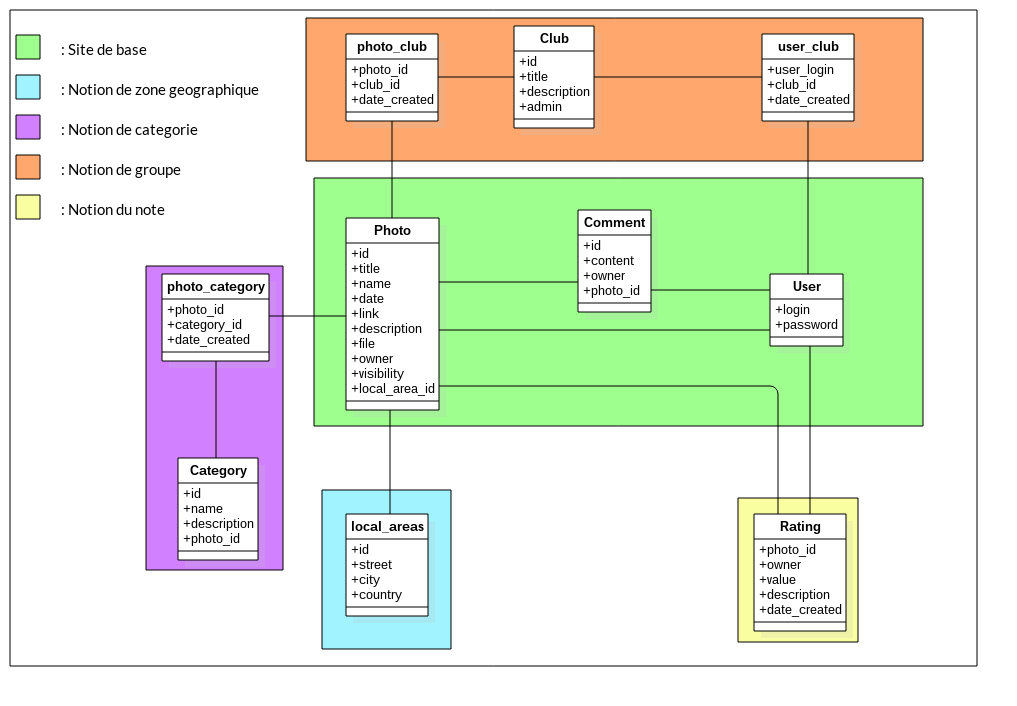 : Site de base
: Notion de zone geographique
: Notion de categorie
: Notion de groupe
: Notion du note
photo_club
+photo_id
+club_id
+date_created
Club
+id
+title
+description
+admin
user_club
+user_login
+club_id
+date_created
Photo
+id
+title
+name
+date
+link
+description
+file
+owner
+visibility
+local_area_id
Comment
+id
+content
+owner
+photo_id
User
+login
+password
photo_category
+photo_id
+category_id
+date_created
Category
+id
+name
+description
+photo_id
local_areas
+id
+street
+city
+country
Rating
+photo_id
+owner
+value
+description
+date_created